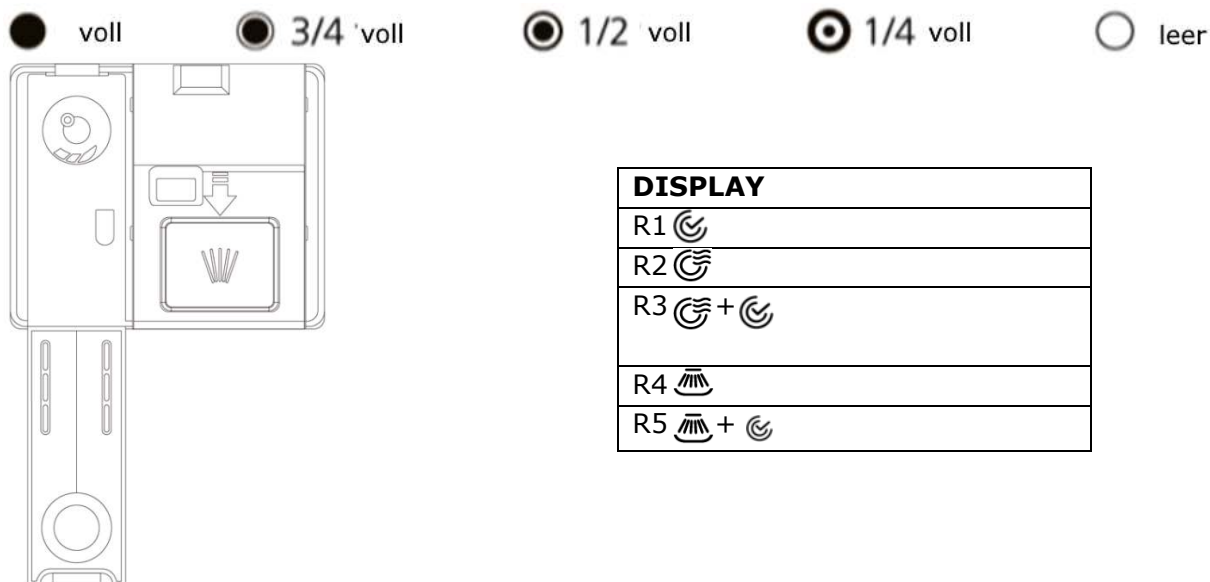 voll 3/4 voll 1/2 voll 1/4 voll leer
DISPLAY
R1
R2
R3 +
R4
R5 +